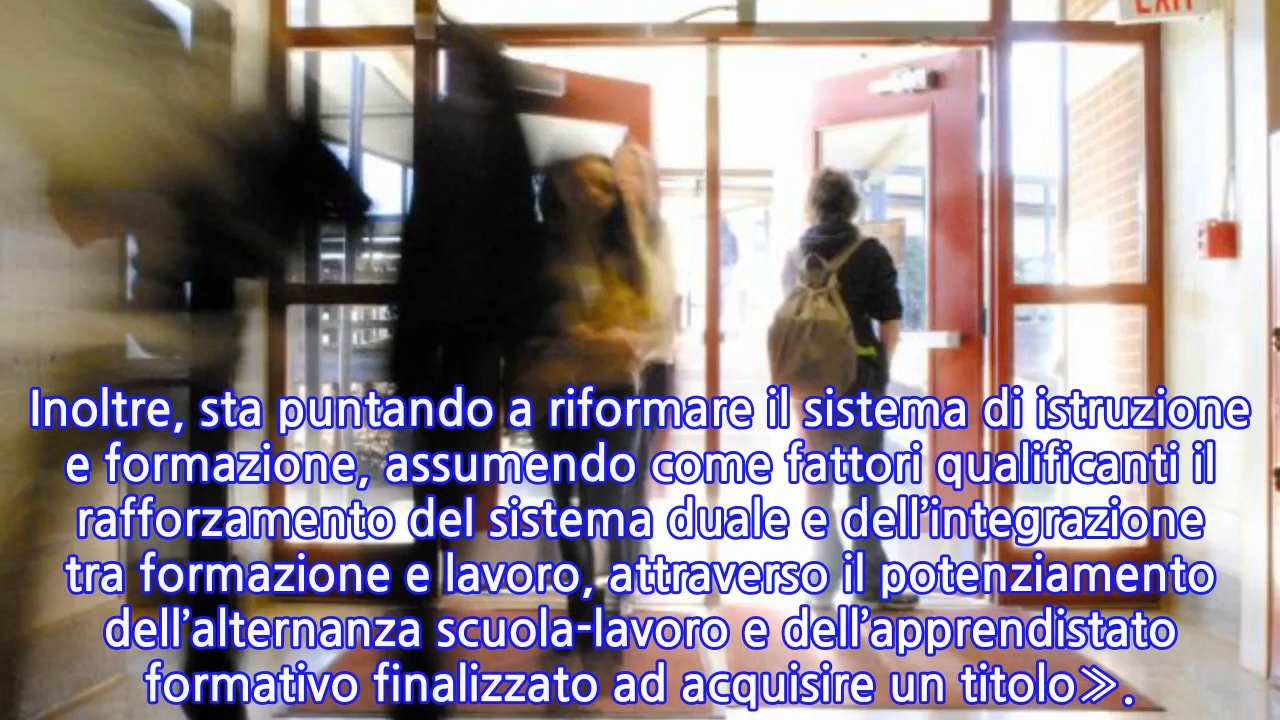 EXIT
Inoltre, sta puntando a riformare il sistema di istruzione
e formazione, assumendo come fattori qualificanti il
rafforzamento del sistema duale e dell’integrazione
tra formazione e lavoro, attraverso il potenziamento
dell’alternanza scuola-lavoro e dell’apprendistato
formativo finalizzato ad acquisire un titolo≫.